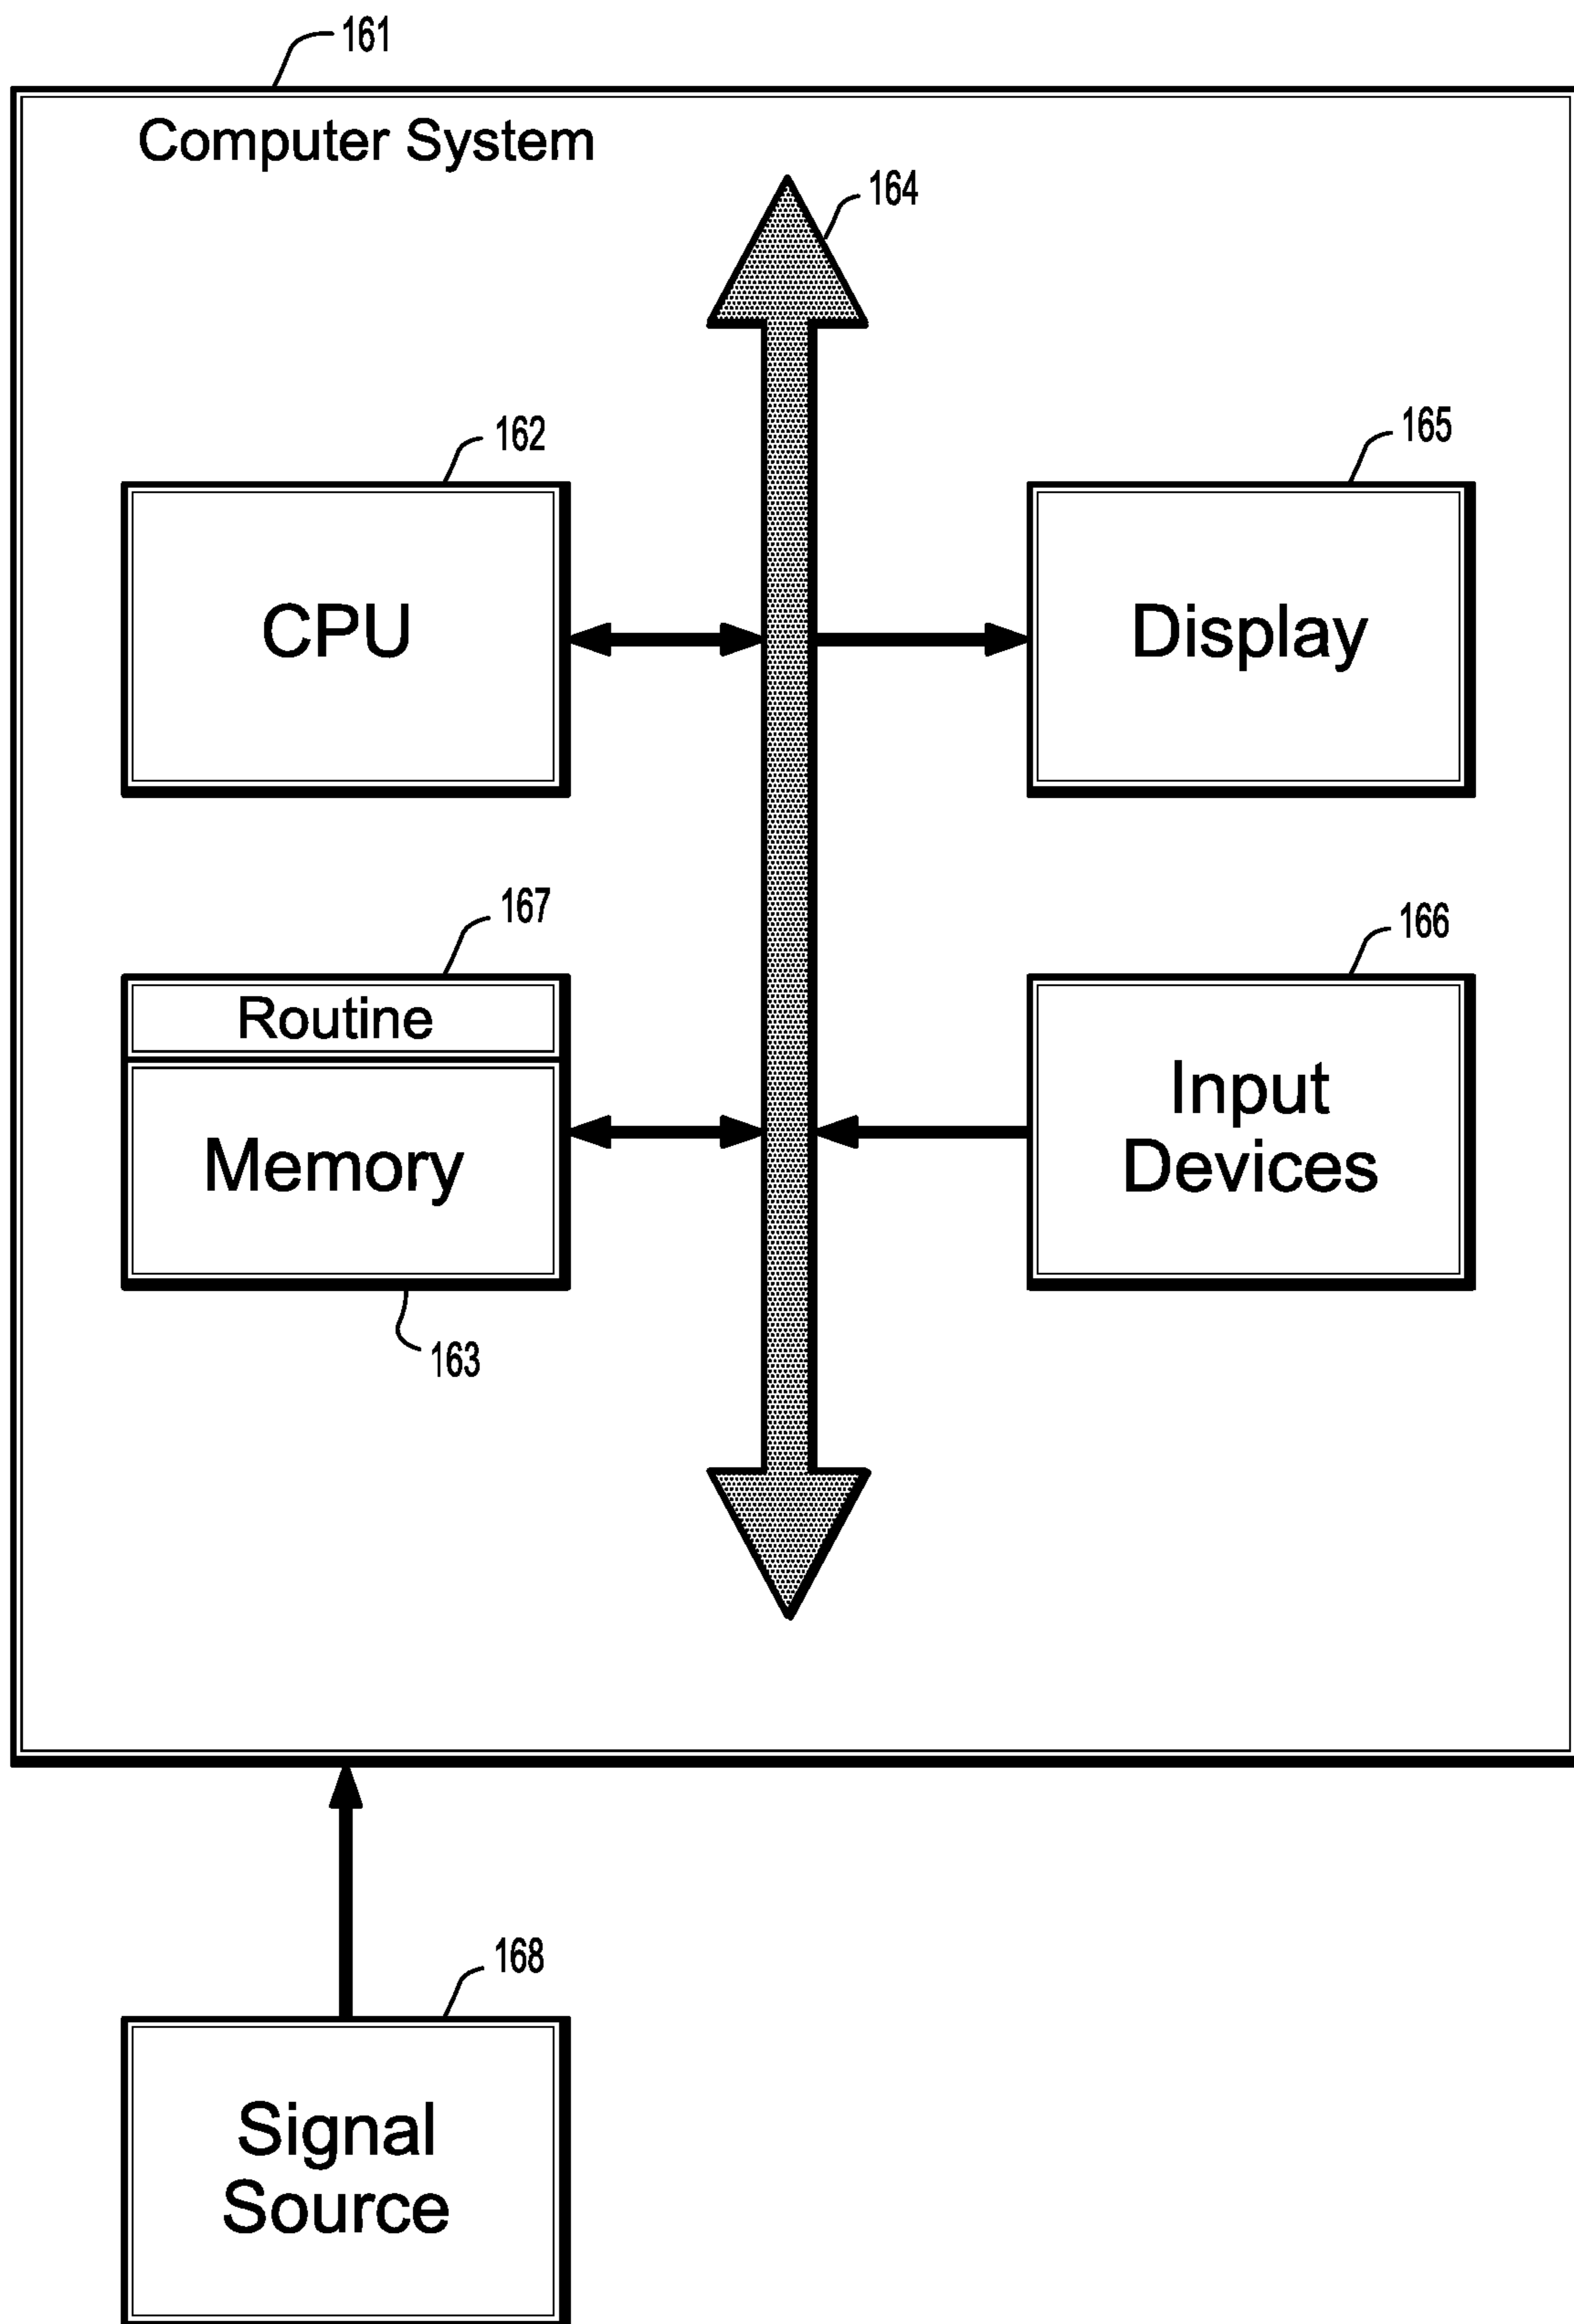 161
Computer System
164
162
165
CPU
Display
167
166
Routine
Input
Devices
Memory
163
168
Signal
Source